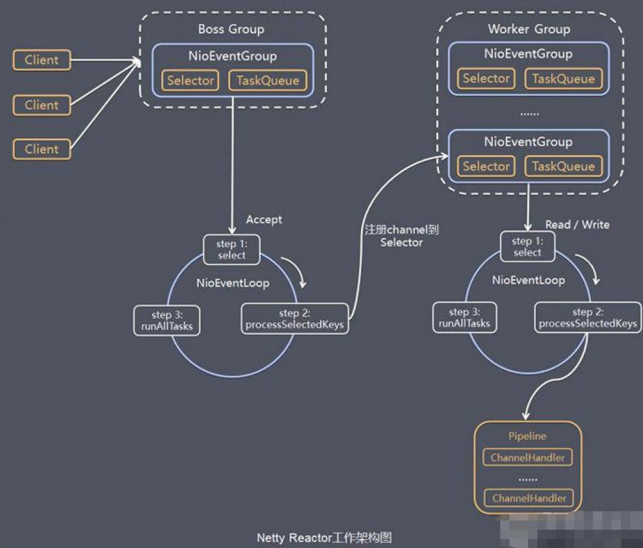 Boss Group
NioEventGroup
Selector
TaskQueue
Client
Client
Client
Worker Group
NioEventGroup
Selector
TaskQueue
......
NioEventGroup
Selector
TaskQueue
Accept
step 1:
select
NioEventLoop
step 2:
processSelectedKeys
step 3:
runAllTasks
注册channel到
Selector
Read / Write
step 1:
select
NioEventLoop
step 2:
processSelectedKeys
step 3:
runAllTasks
Pipeline
ChannelHandler
......
ChannelHandler
Netty Reactor工作架构图